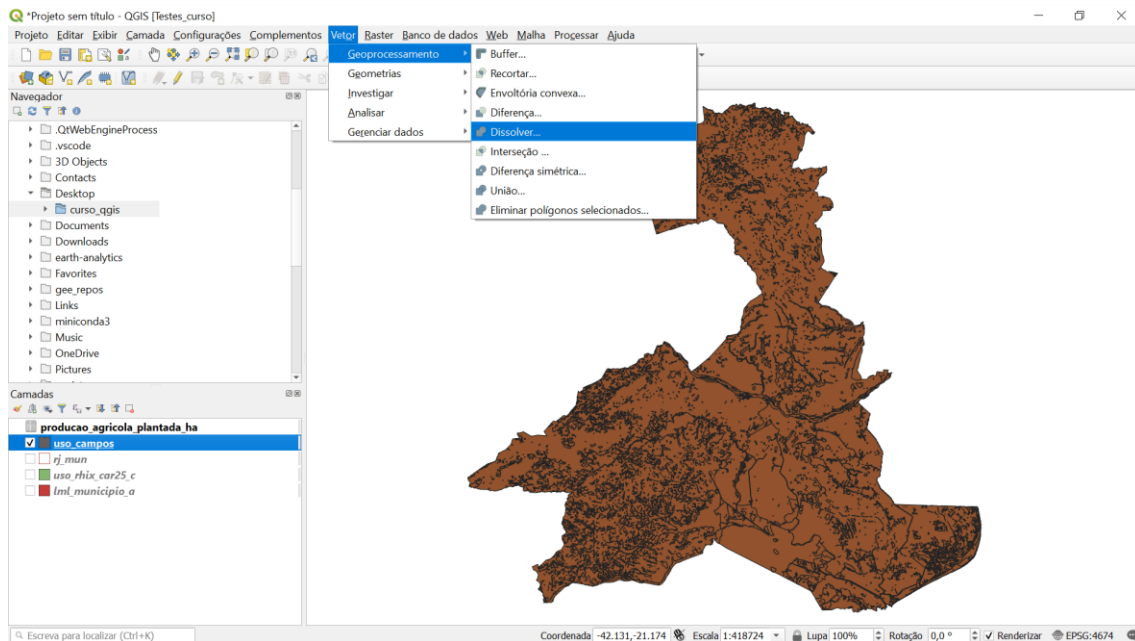 *Projeto sem título - QGIS [Testes_curso]
Projeto Editar Exibir Camada Configurações Complementos Vetor Raster Banco de dados Web Malha Processar Ajuda
Geoprocessamento
Geometrias
Investigar
Analisar
Gerenciar dados
Buffer...
Recortar...
Envoltória convexa...
Diferença...
Dissolver...
Interseção ...
Diferença simétrica...
União...
Eliminar polígonos selecionados...
Navegador
.QtWebEngineProcess
.vscode
3D Objects
Contacts
Desktop
curso_qgis
Documents
Downloads
earth-analytics
Favorites
gee_repos
Links
miniconda3
Music
OneDrive
Pictures
Camadas
producao_agricola_plantada_ha
uso_campos
rj_mun
uso_rhix_car25_c
lml_municipio_a
Escreva para localizar (Ctrl+K)
Coordenada -42.131,-21.174 Escala 1:418724 Lupa 100% Rotação 0,0 ° Renderizar EPSG:4674